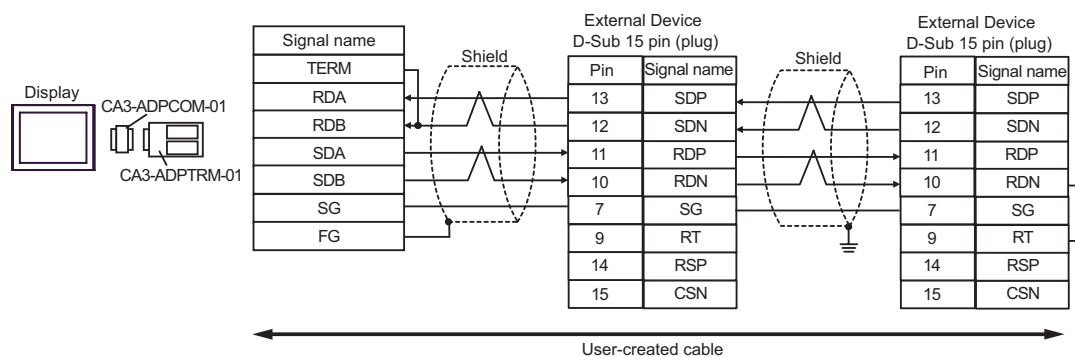 Display
CA3-ADPCOM-01
CA3-ADPTRM-01
Signal name
TERM
RDA
RDB
SDA
SDB
SG
FG
Shield
External Device
D-Sub 15 pin (plug)
Pin Signal name
13 SDP
12 SDN
11 RDP
10 RDN
7 SG
9 RT
14 RSP
15 CSN
Shield
External Device
D-Sub 15 pin (plug)
Pin Signal name
13 SDP
12 SDN
11 RDP
10 RDN
7 SG
9 RT
14 RSP
15 CSN
User-created cable